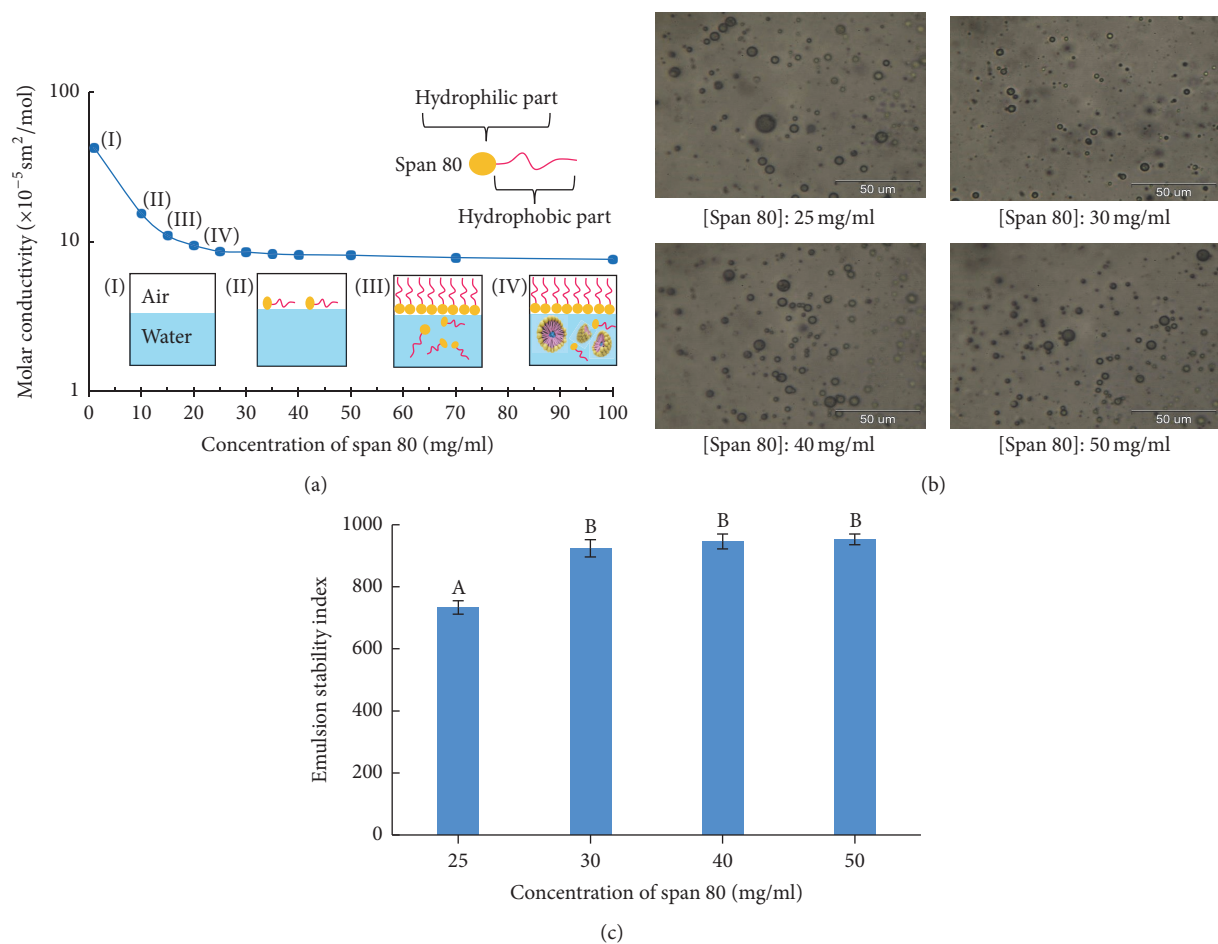 100
10
1
Molar conductivity (×10⁻⁵ sm²/mol)
(I)
(II)
(III)
(IV)
Hydrophilic part
Span 80
Hydrophobic part
(I)
Air
Water
(II)
(III)
(IV)
0 10 20 30 40 50 60 70 80 90 100
Concentration of span 80 (mg/ml)
(a)
50 um
[Span 80]: 25 mg/ml
50 um
[Span 80]: 30 mg/ml
50 um
[Span 80]: 40 mg/ml
50 um
[Span 80]: 50 mg/ml
(b)
1000
800
600
400
200
0
Emulsion stability index
A
B
B
B
25 30 40 50
Concentration of span 80 (mg/ml)
(c)